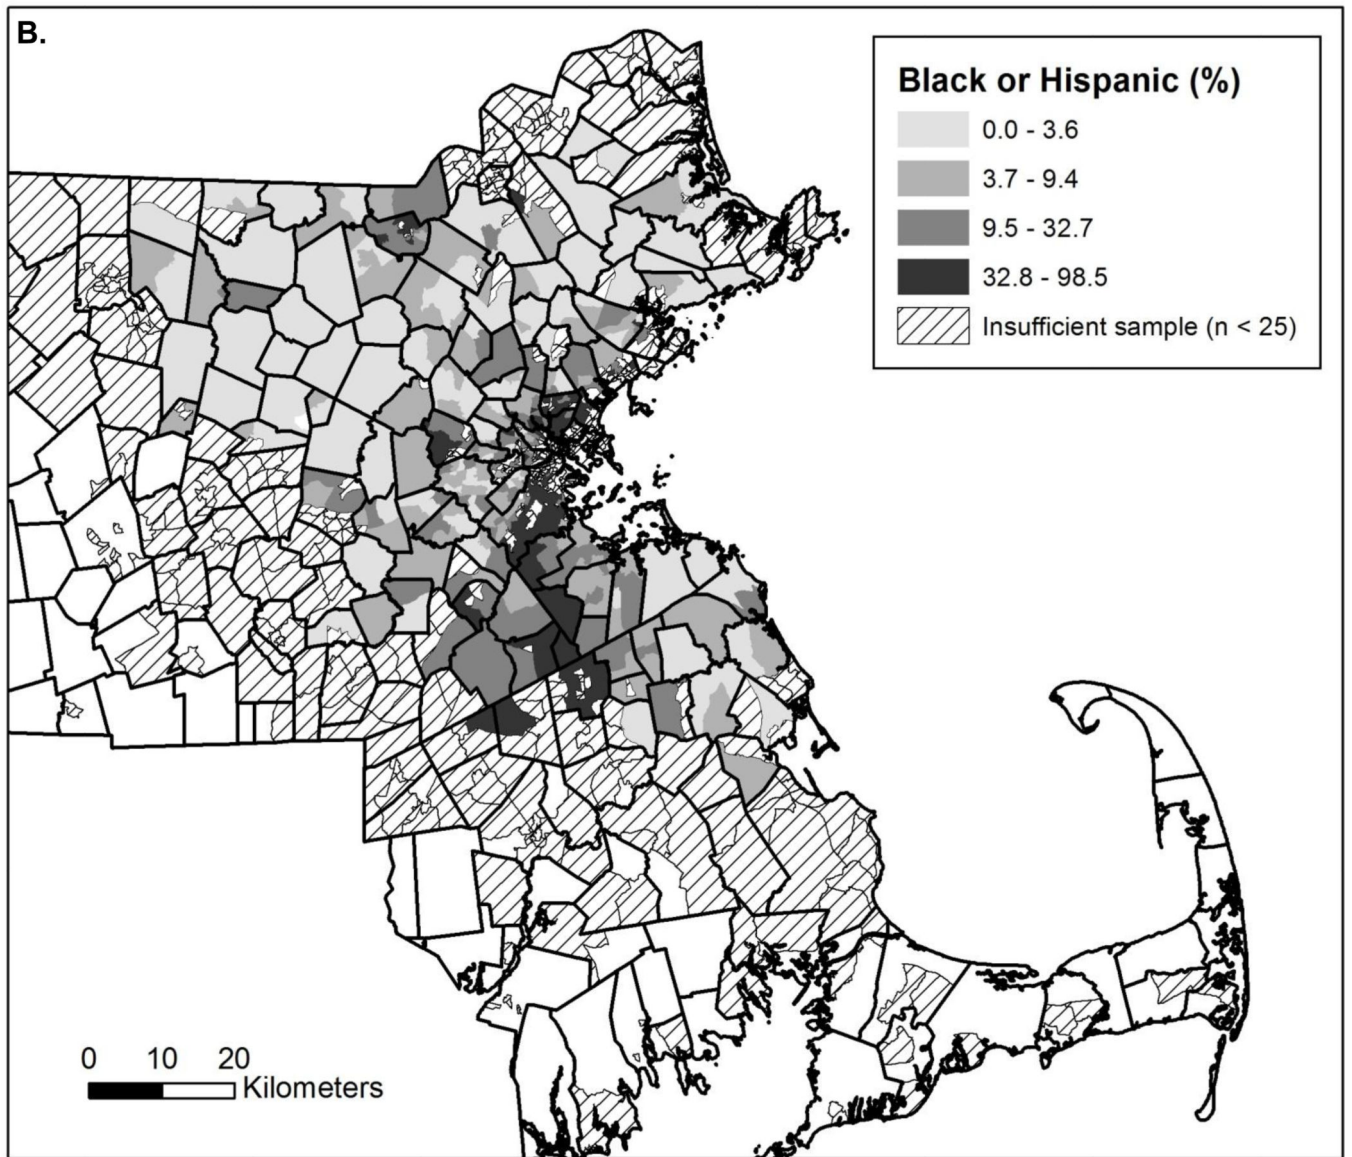 B.
Black or Hispanic (%)
0.0 - 3.6
3.7 - 9.4
9.5 - 32.7
32.8 - 98.5
Insufficient sample (n < 25)
0 10 20
Kilometers